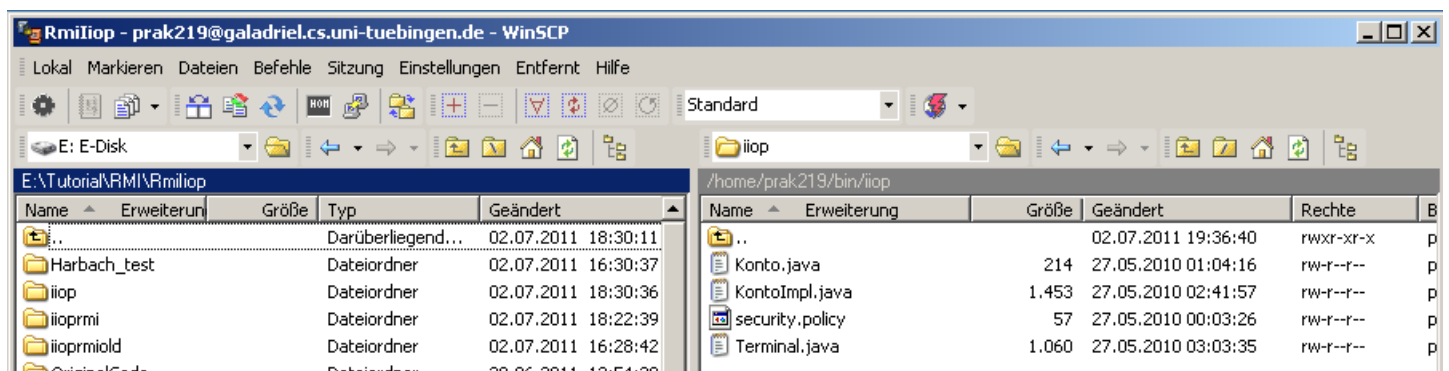 RmiIiop - prak219@galadriel.cs.uni-tuebingen.de - WinSCP
Lokal Markieren Dateien Befehle Sitzung Einstellungen Entfernt Hilfe
Standard
E: E-Disk
iiop
E:\Tutorial\RMI\RmiIiop
/home/prak219/bin/iiop
Name Erweiterun Größe Typ Geändert
Name Erweiterung Größe Geändert Rechte B
.. Darüberliegend... 02.07.2011 18:30:11
.. 02.07.2011 19:36:40 rwxr-xr-x p
Harbach_test Dateiordner 02.07.2011 16:30:37
Konto.java 214 27.05.2010 01:04:16 rw-r--r-- p
iiop Dateiordner 02.07.2011 18:30:36
KontoImpl.java 1.453 27.05.2010 02:41:57 rw-r--r-- p
iioprmi Dateiordner 02.07.2011 18:22:39
security.policy 57 27.05.2010 00:03:26 rw-r--r-- p
iioprmiold Dateiordner 02.07.2011 16:28:42
Terminal.java 1.060 27.05.2010 03:03:35 rw-r--r-- p